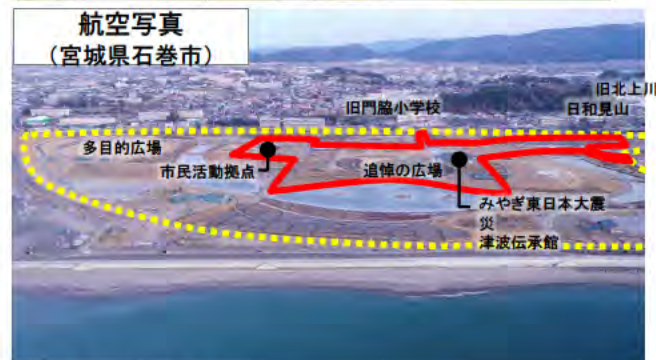 航空写真
（宮城県石巻市）
旧北上川
旧門脇小学校
日和見山
多目的広場
市民活動拠点
追悼の広場
みやぎ東日本大震
災
津波伝承館